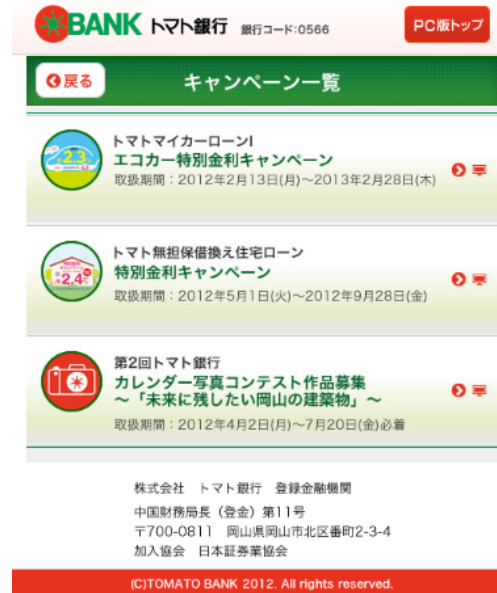 BANK トマト銀行 銀行コード:0566
PC版トップ
戻る
キャンペーン一覧
トマトマイカーローンI
エコカー特別金利キャンペーン
取扱期間：2012年2月13日(月)～2013年2月28日(木)
2.3
トマト無担保借換え住宅ローン
特別金利キャンペーン
取扱期間：2012年5月1日(火)～2012年9月28日(金)
2.4%
第2回トマト銀行
カレンダー写真コンテスト作品募集
～「未来に残したい岡山の建築物」～
取扱期間：2012年4月2日(月)～7月20日(金)必着
株式会社　トマト銀行　登録金融機関
中国財務局長（登金）第11号
〒700-0811　岡山県岡山市北区番町2-3-4
加入協会　日本証券業協会
(C)TOMATO BANK 2012. All rights reserved.